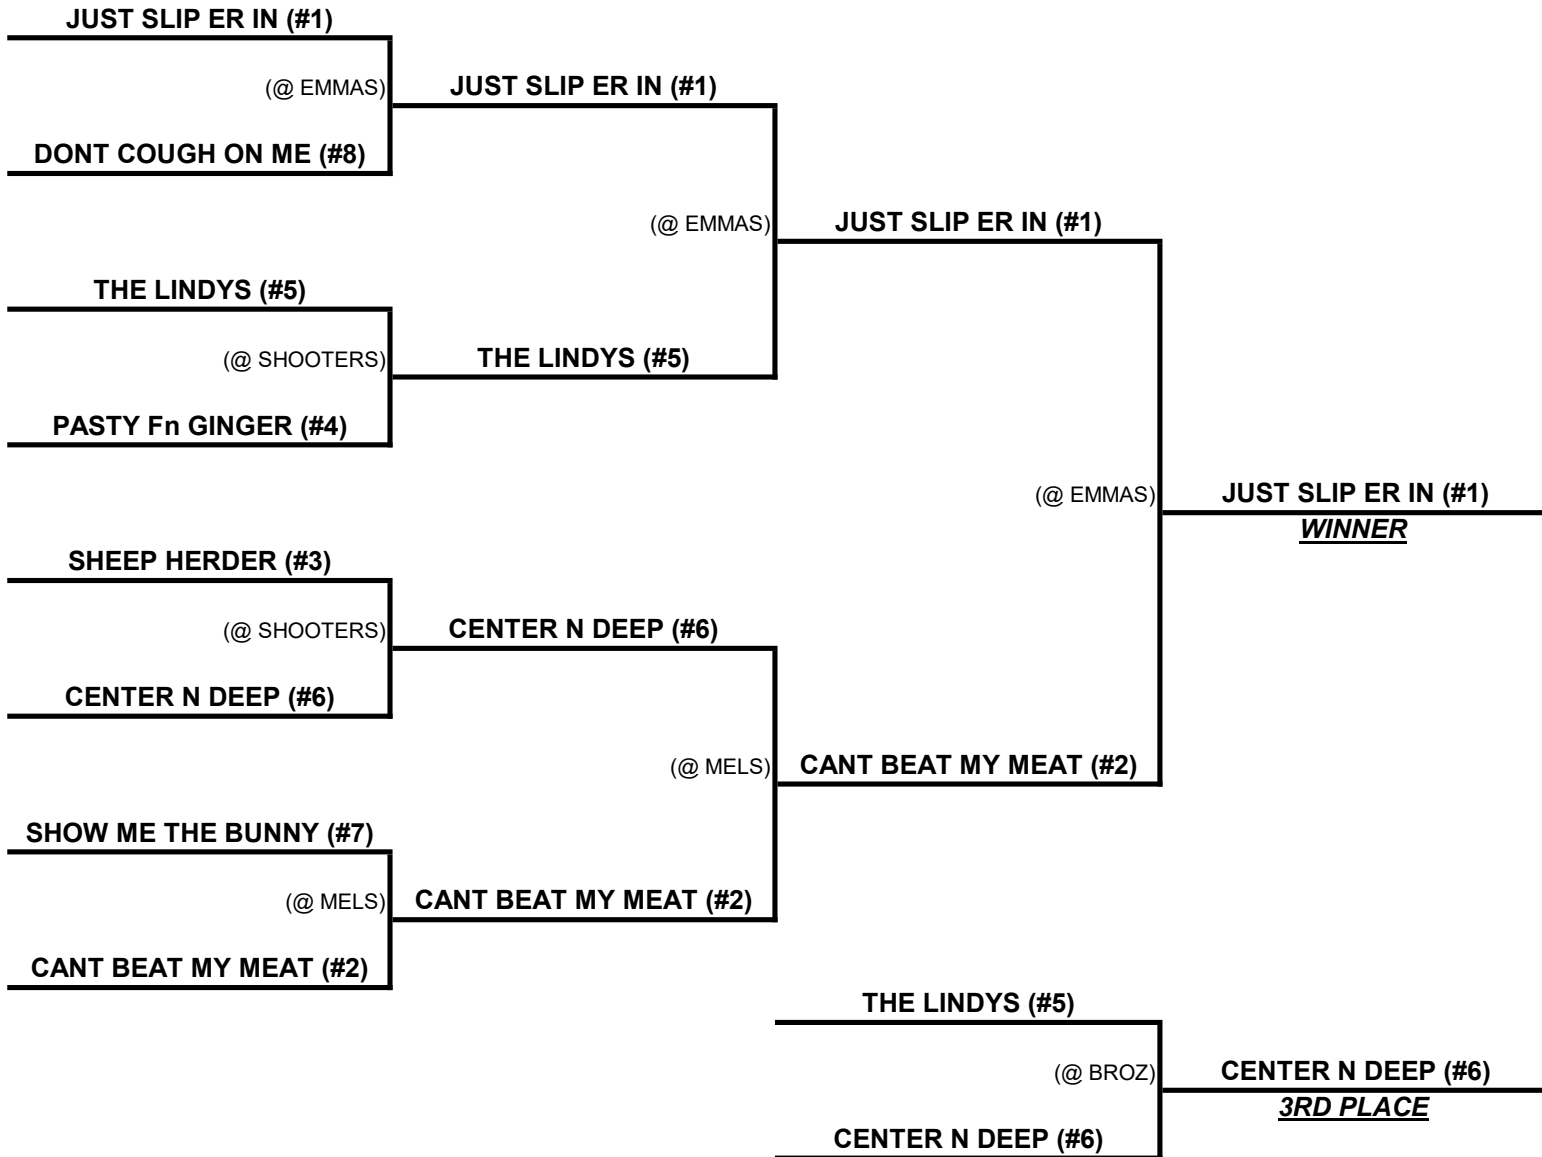 JUST SLIP ER IN (#1)
(@ EMMAS)
JUST SLIP ER IN (#1)
DONT COUGH ON ME (#8)
(@ EMMAS)
JUST SLIP ER IN (#1)
THE LINDYS (#5)
(@ SHOOTERS)
THE LINDYS (#5)
PASTY Fn GINGER (#4)
(@ EMMAS)
JUST SLIP ER IN (#1)
WINNER
SHEEP HERDER (#3)
(@ SHOOTERS)
CENTER N DEEP (#6)
CENTER N DEEP (#6)
(@ MELS)
CANT BEAT MY MEAT (#2)
SHOW ME THE BUNNY (#7)
(@ MELS)
CANT BEAT MY MEAT (#2)
CANT BEAT MY MEAT (#2)
THE LINDYS (#5)
(@ BROZ)
CENTER N DEEP (#6)
3RD PLACE
CENTER N DEEP (#6)